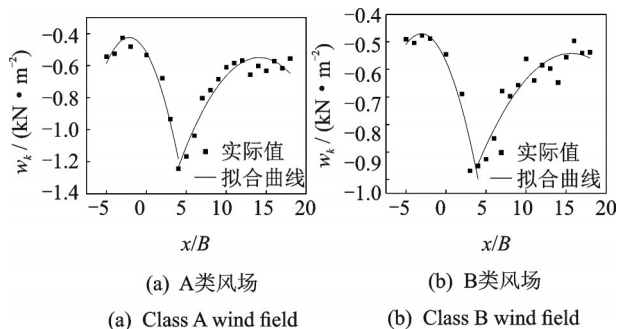 w_k / (kN • m⁻²)
−0.4
−0.6
−0.8
−1.0
−1.2
−1.4
实际值
拟合曲线
−5 0 5 10 15 20
x/B
(a) A类风场
(a) Class A wind field
w_k / (kN • m⁻²)
−0.5
−0.6
−0.7
−0.8
−0.9
−1.0
实际值
拟合曲线
−5 0 5 10 15 20
x/B
(b) B类风场
(b) Class B wind field